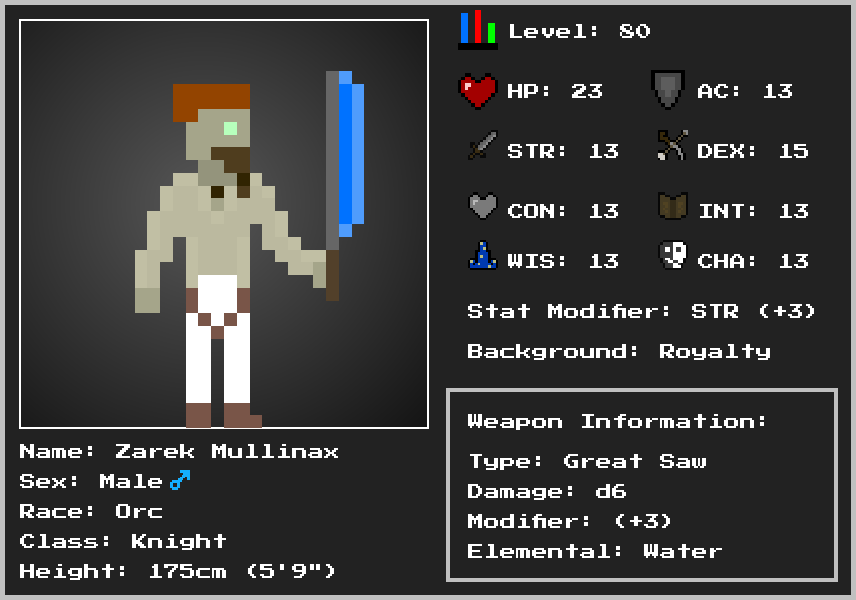 Level: 80
HP: 23
AC: 13
STR: 13
DEX: 15
CON: 13
INT: 13
WIS: 13
CHA: 13
Stat Modifier: STR (+3)
Background: Royalty
Weapon Information:
Type: Great Saw
Damage: d6
Modifier: (+3)
Elemental: Water
Name: Zarek Mullinax
Sex: Male♂
Race: Orc
Class: Knight
Height: 175cm (5'9")